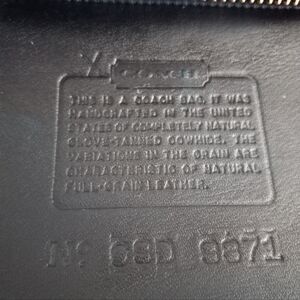 COACH
THIS IS A COACH BAG. IT WAS
HANDCRAFTED IN THE UNITED
STATES OF COMPLETELY NATURAL
GLOVE-TANNED COWHIDE. THE
VARIATIONS IN THE GRAIN ARE
CHARACTERISTIC OF NATURAL
FULL-GRAIN LEATHER.
Nº C8D 9871